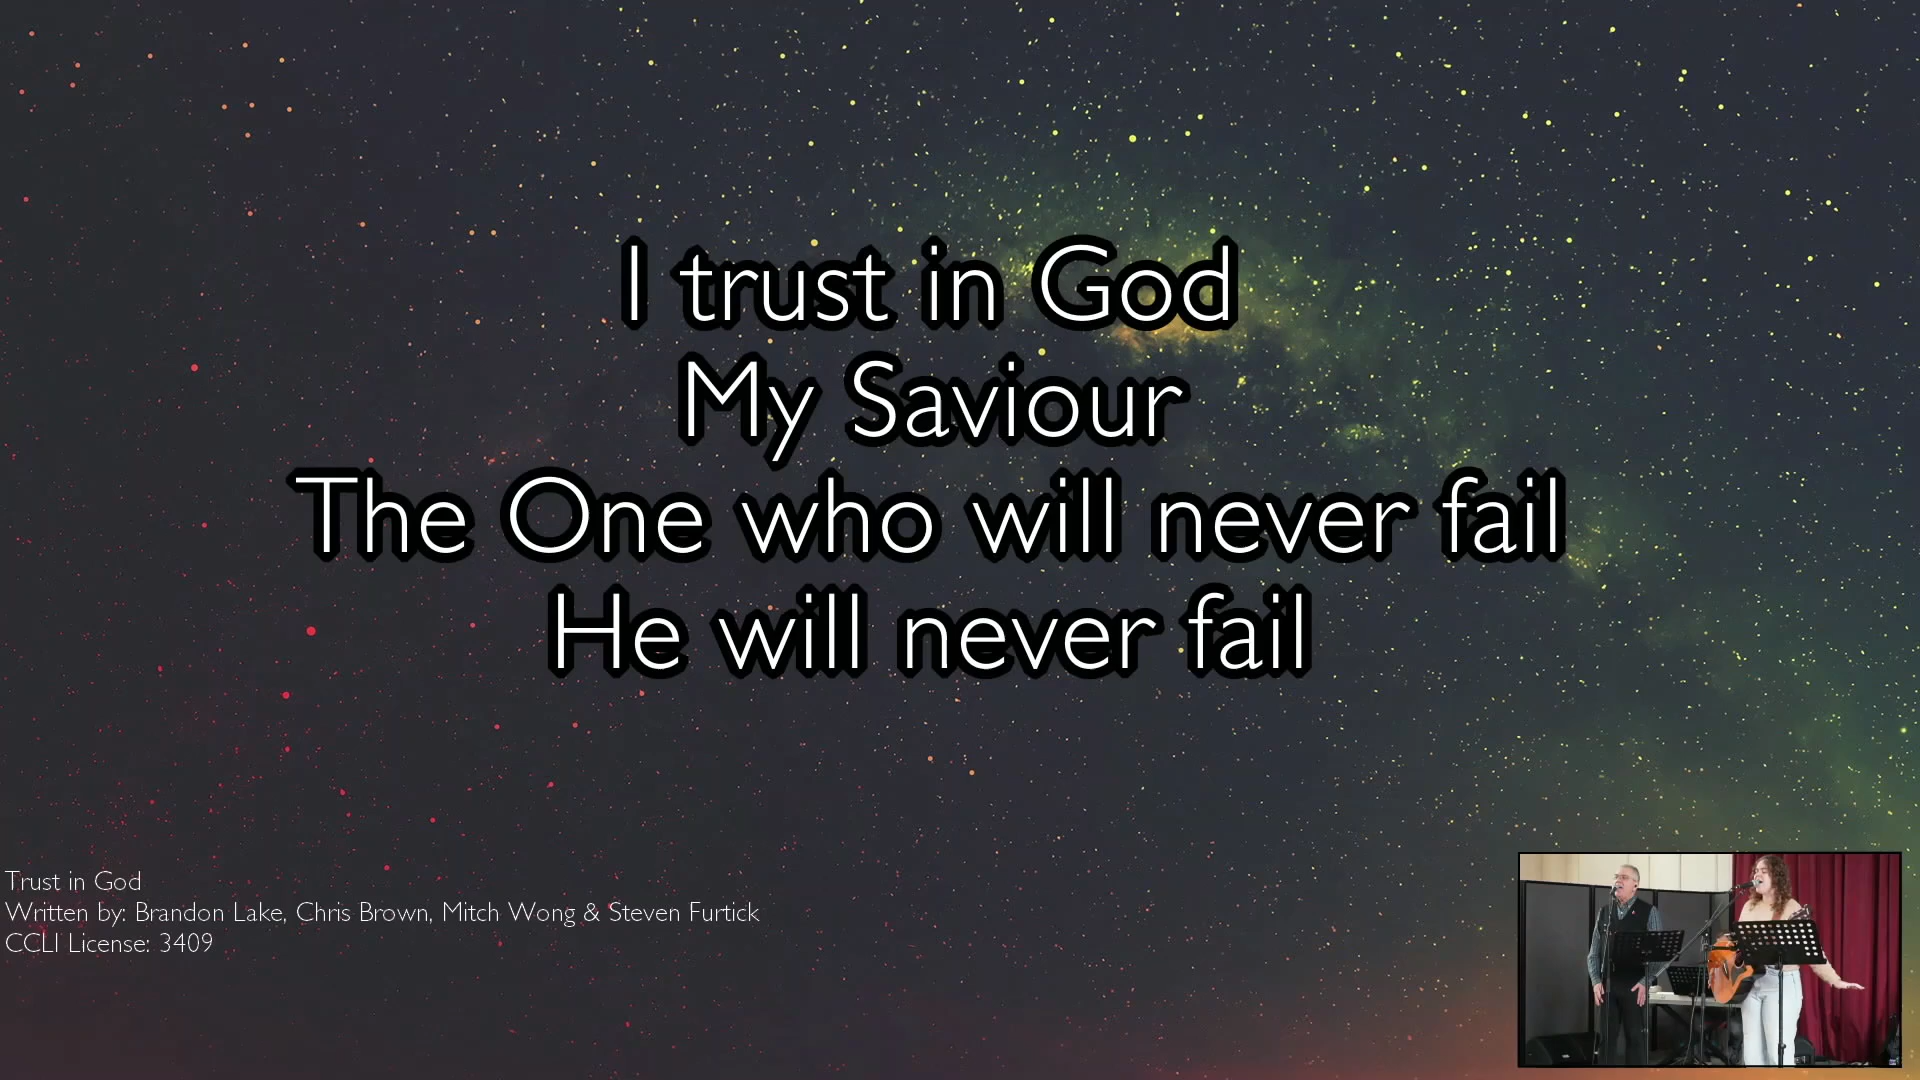 I trust in God
My Saviour
The One who will never fail
He will never fail
Trust in God
Written by: Brandon Lake, Chris Brown, Mitch Wong & Steven Furtick
CCLI License: 3409